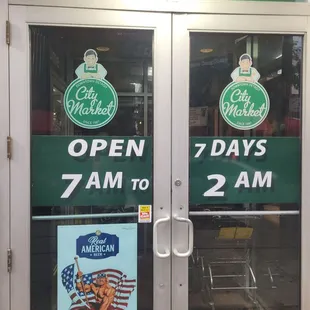 City
Market
City
Market
OPEN
7 DAYS
7 AM TO
2 AM
Real
AMERICAN
BEER